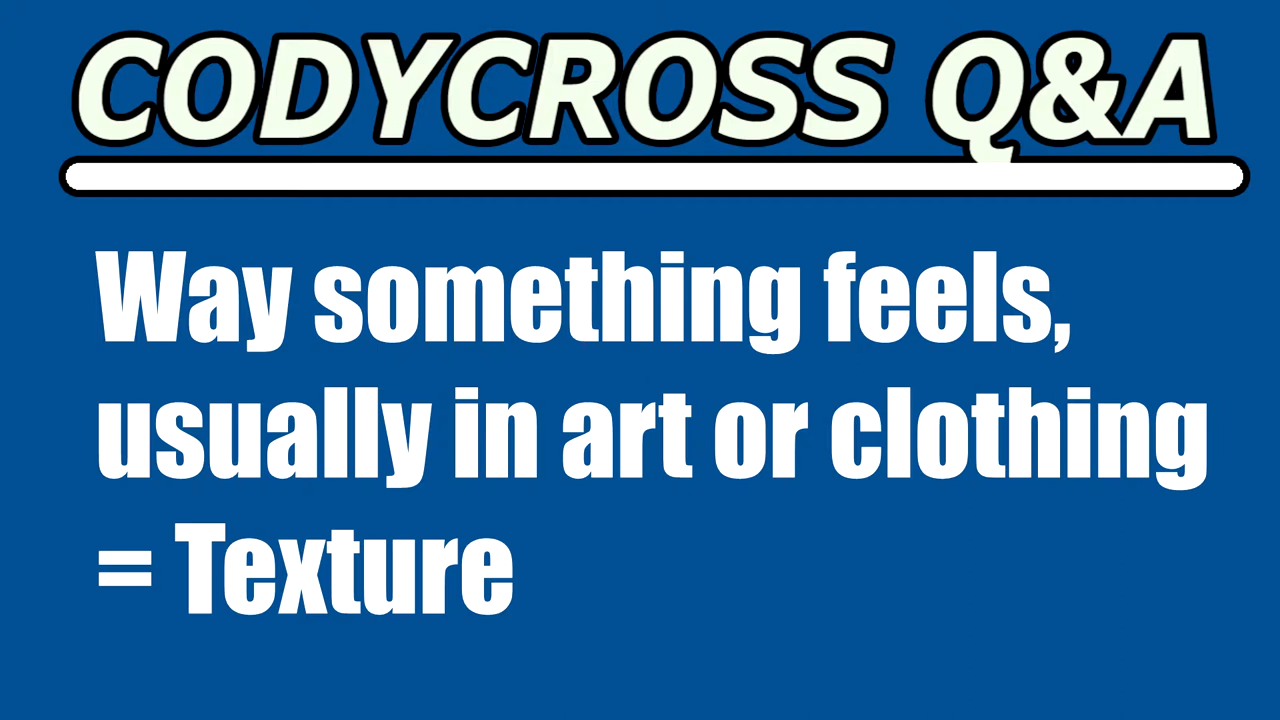 CODYCROSS Q&A
Way something feels,
usually in art or clothing
= Texture